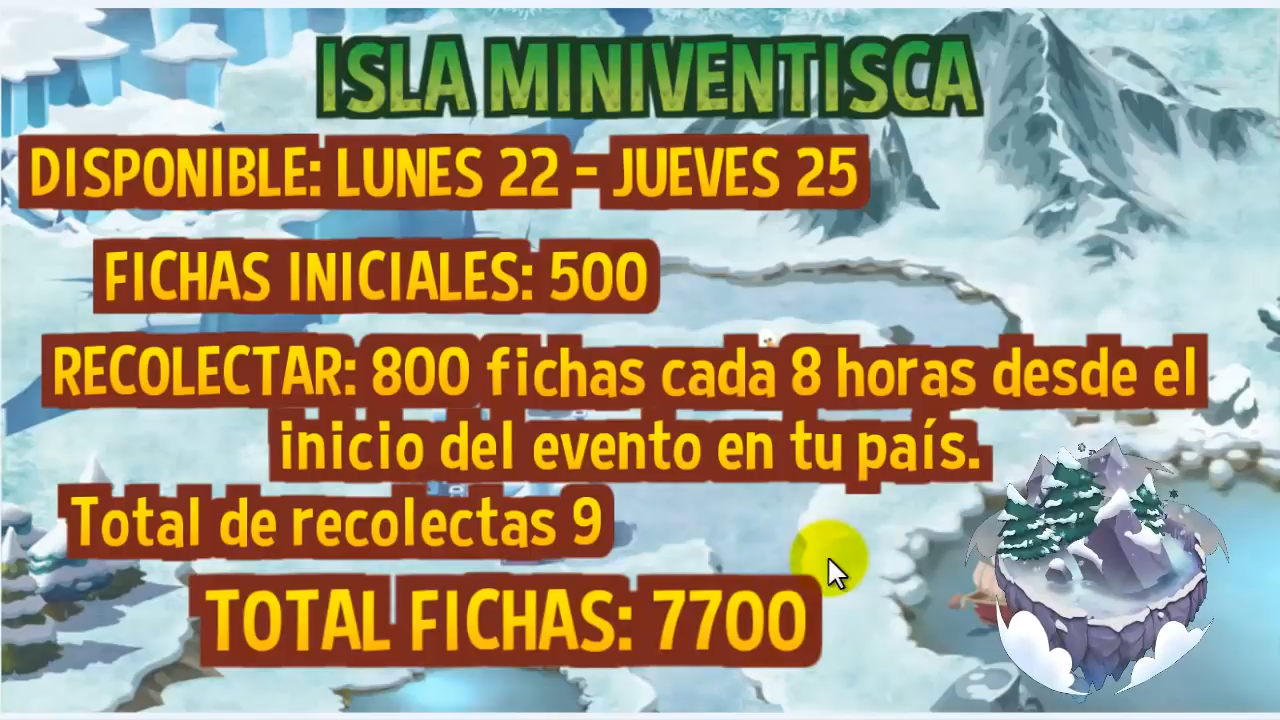 ISLA MINIVENTISCA
DISPONIBLE: LUNES 22 - JUEVES 25
FICHAS INICIALES: 500
RECOLECTAR: 800 fichas cada 8 horas desde el
inicio del evento en tu país.
Total de recolectas 9
TOTAL FICHAS: 7700